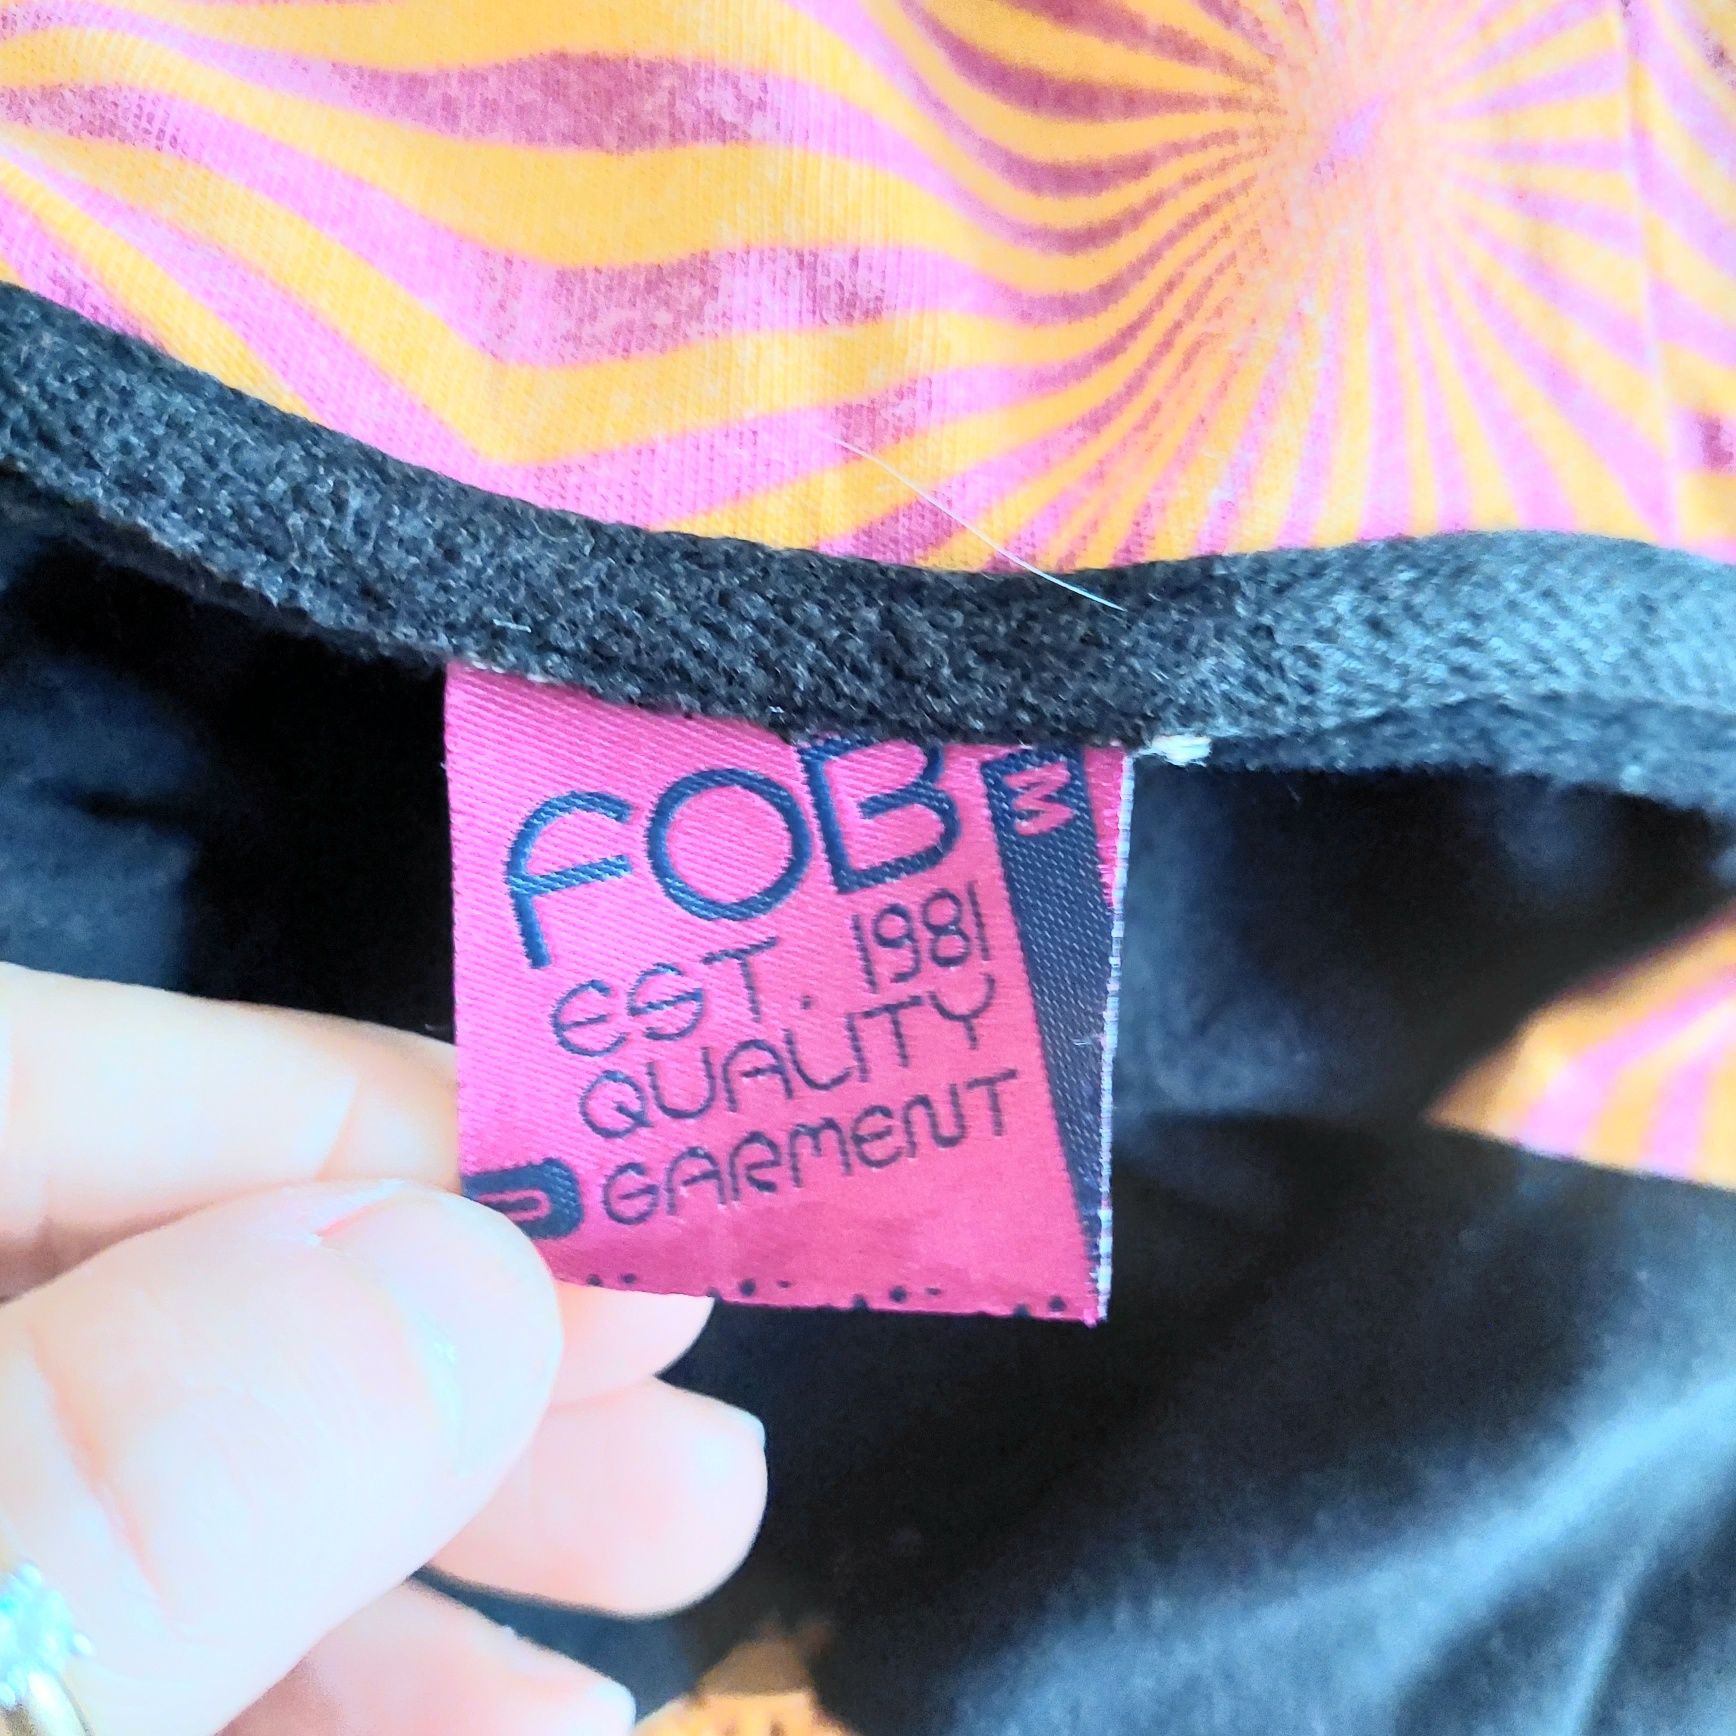 FOB
M
EST. 1981
QUALITY
GARMENT